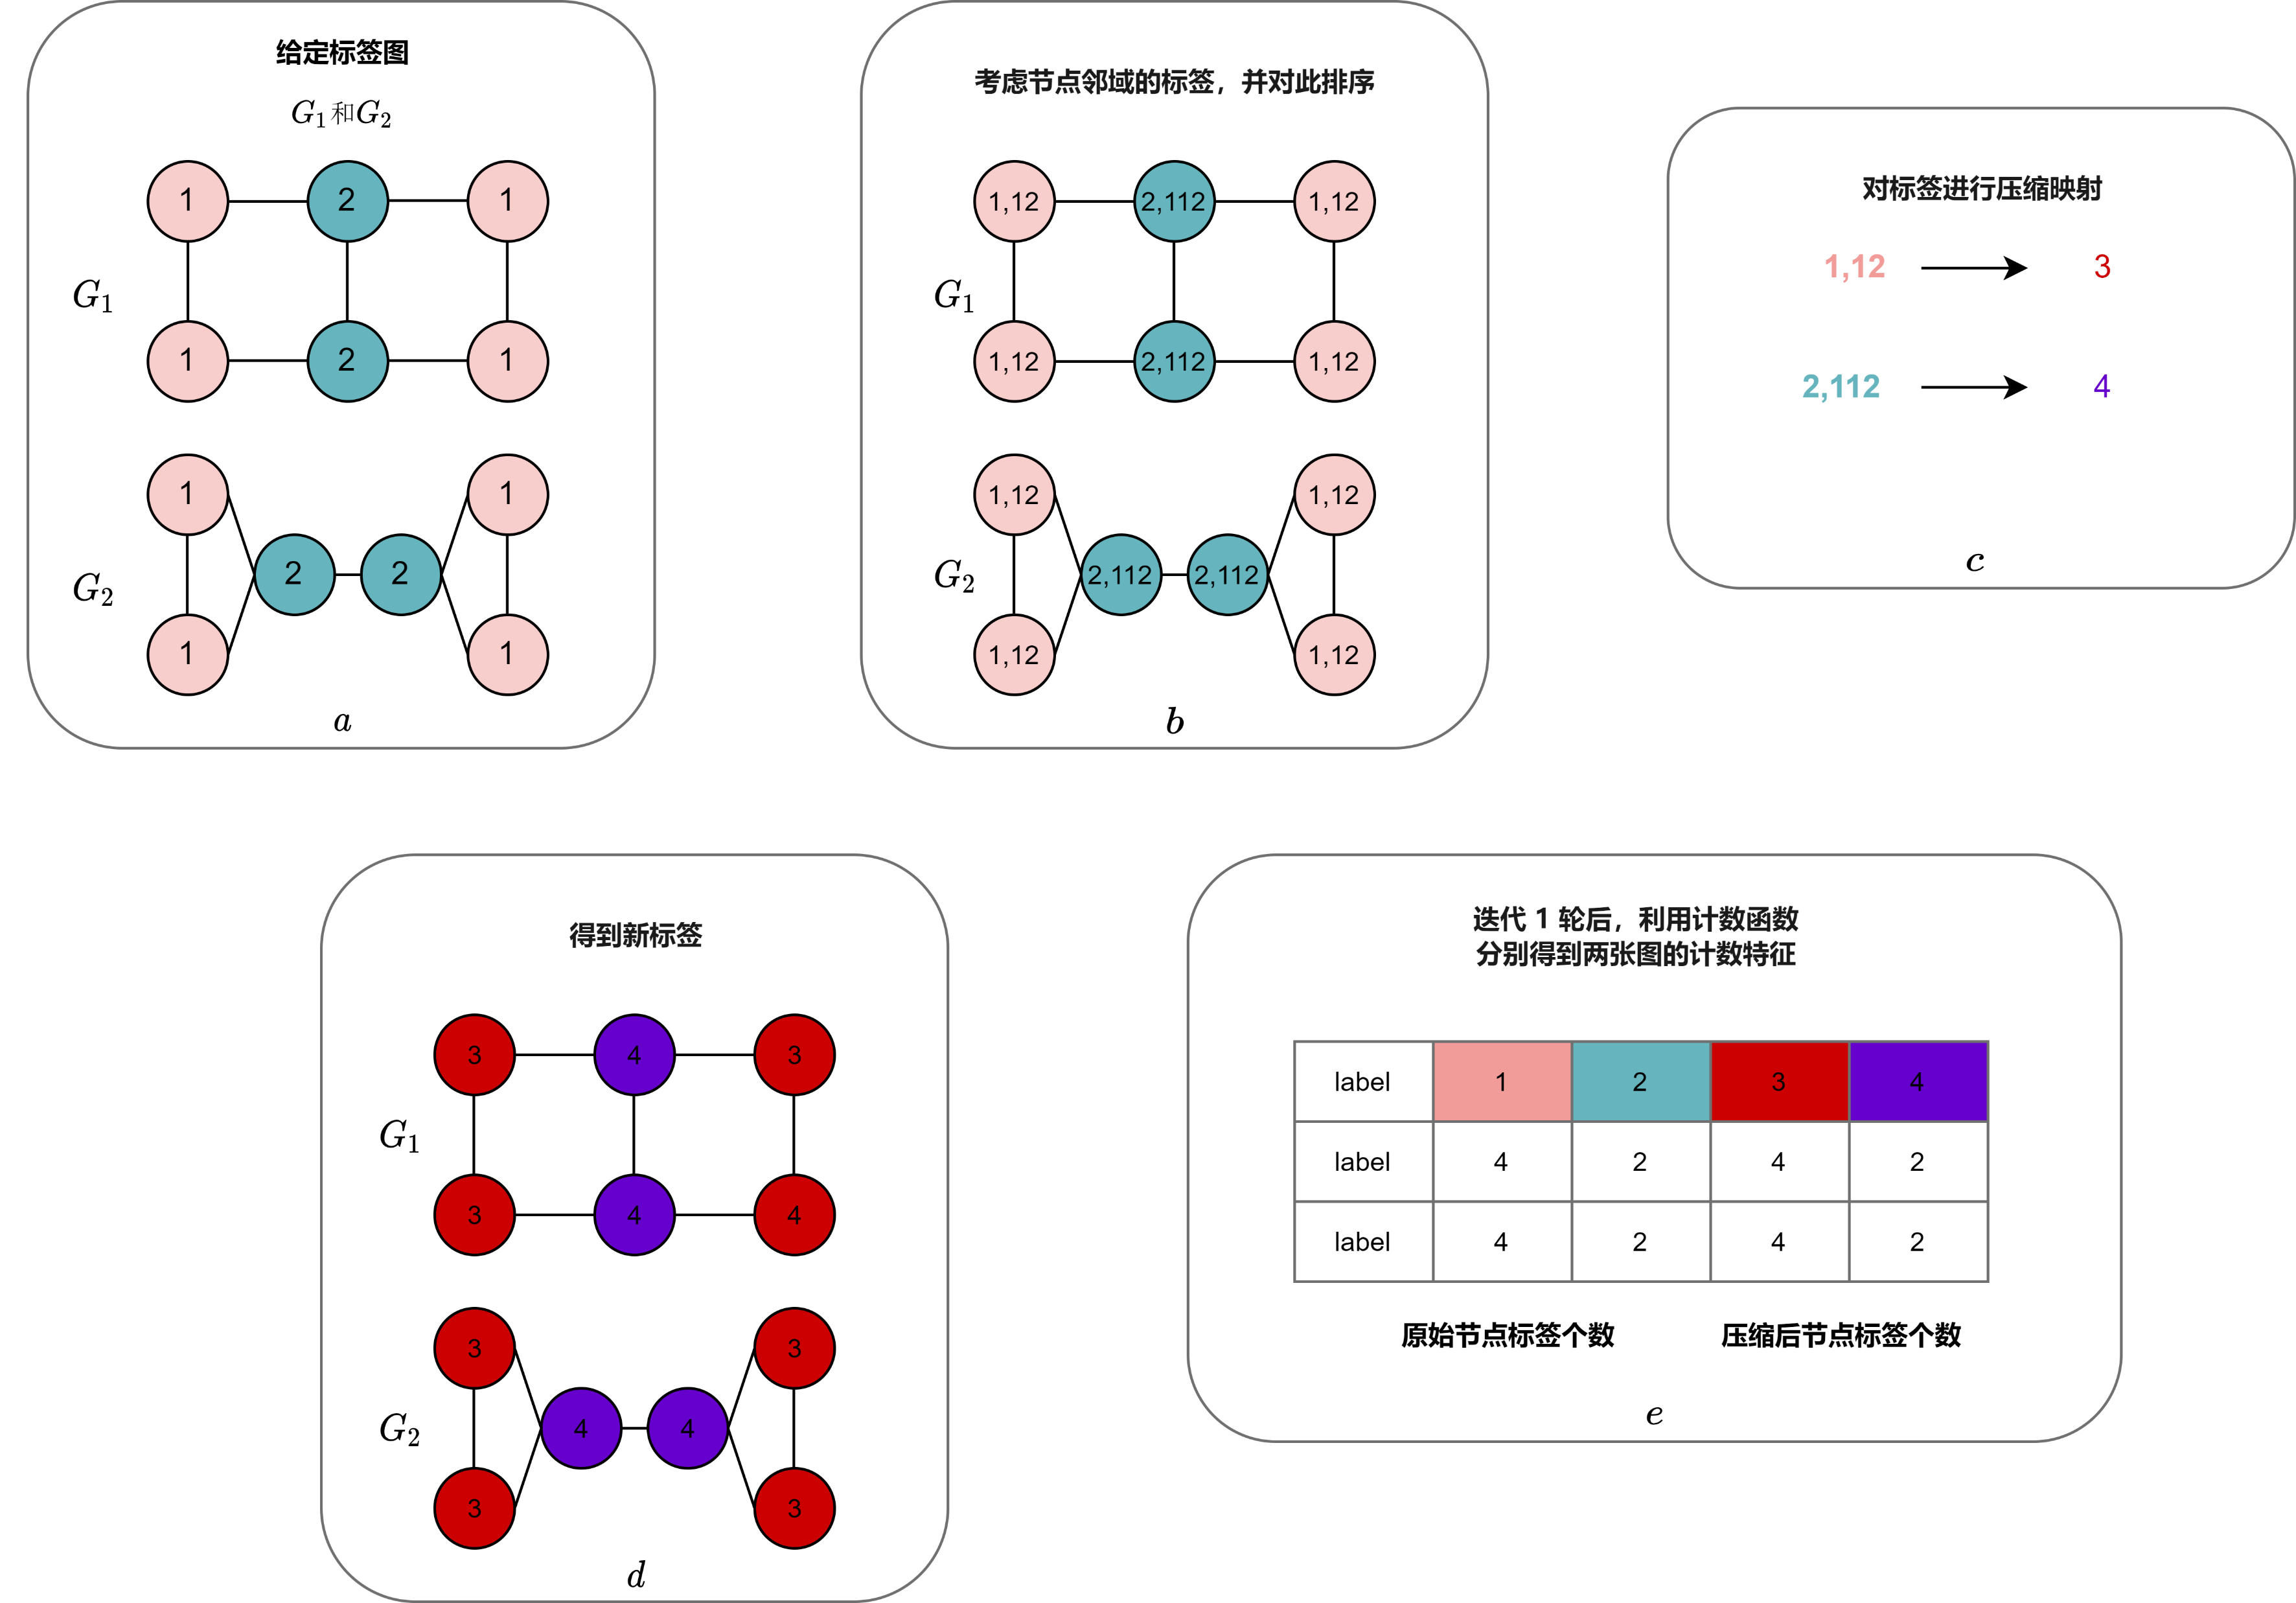 给定标签图
G₁和G₂
1 2 1
G₁
1 2 1
1 1
2 2
G₂
1 1
a
考虑节点邻域的标签，并对此排序
1,12 2,112 1,12
G₁
1,12 2,112 1,12
1,12 1,12
2,112 2,112
G₂
1,12 1,12
b
对标签进行压缩映射
1,12 3
2,112 4
c
得到新标签
3 4 3
G₁
3 4 4
3 3
4 4
G₂
3 3
d
迭代 1 轮后，利用计数函数
分别得到两张图的计数特征
label 1 2 3 4
label 4 2 4 2
label 4 2 4 2
原始节点标签个数 压缩后节点标签个数
e